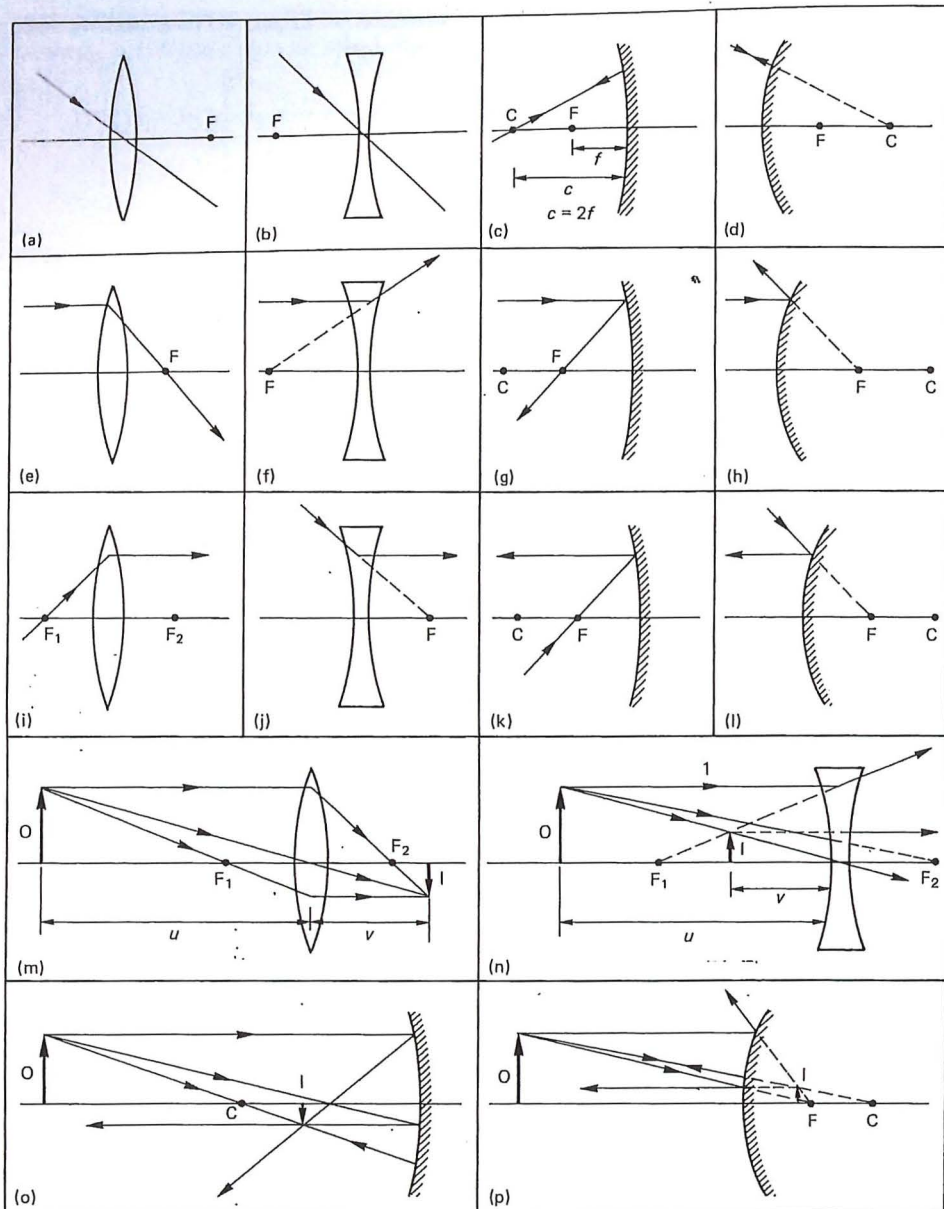 F
F
C F
f
c
c = 2f
F C
(a)
(b)
(c)
(d)
F
F
C F
F C
(e)
(f)
(g)
(h)
F₁ F₂
F
C F
F C
(i)
(j)
(k)
(l)
O F₁ F₂ I
u v
(m)
1
O F₁ I F₂
v
u
(n)
O C I
(o)
O I F C
(p)